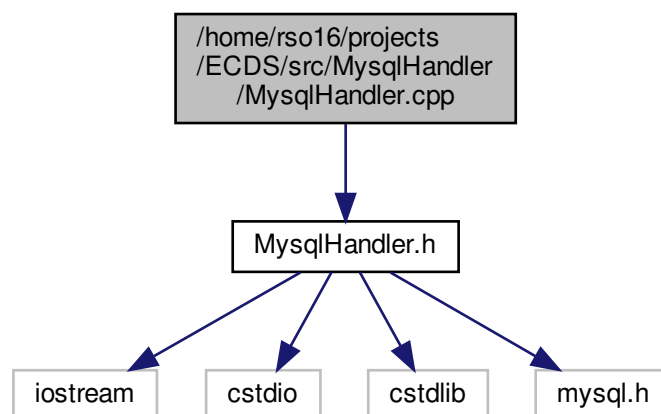 /home/rso16/projects
/ECDS/src/MysqlHandler
/MysqlHandler.cpp
MysqlHandler.h
iostream
cstdio
cstdlib
mysql.h